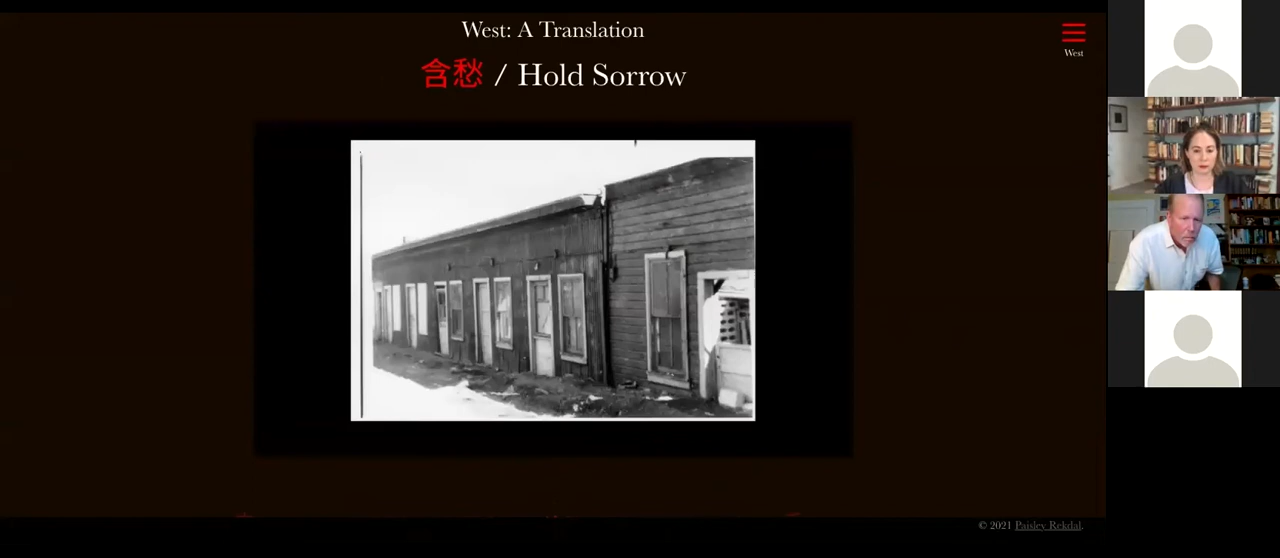 West: A Translation
含愁 / Hold Sorrow
West
© 2021 Paisley Rekdal.